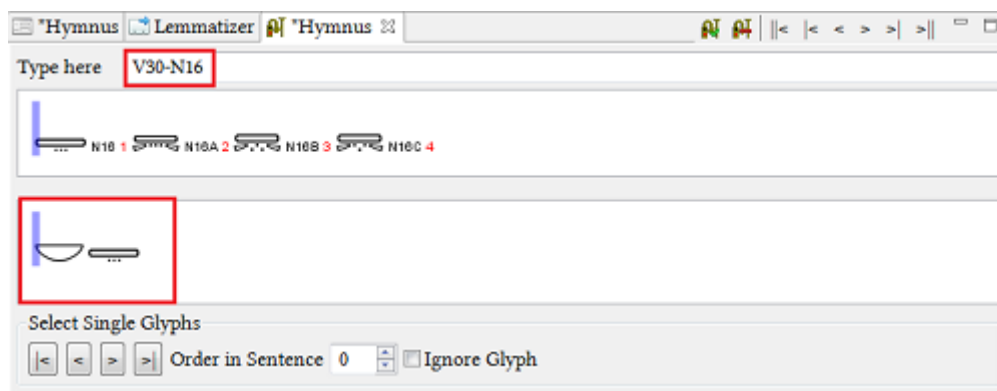 *Hymnus Lemmatizer *Hymnus ||< |< < > >| >||
Type here V30-N16
N16 1 N16A 2 N16B 3 N16C 4
Select Single Glyphs
|< < > >| Order in Sentence 0 Ignore Glyph